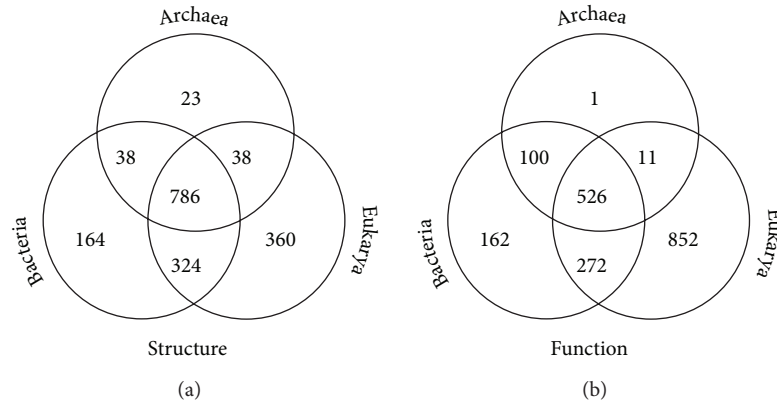 Archaea
23
38
38
786
164
360
324
Bacteria
Eukarya
Structure
(a)
Archaea
1
100
11
526
162
852
272
Bacteria
Eukarya
Function
(b)